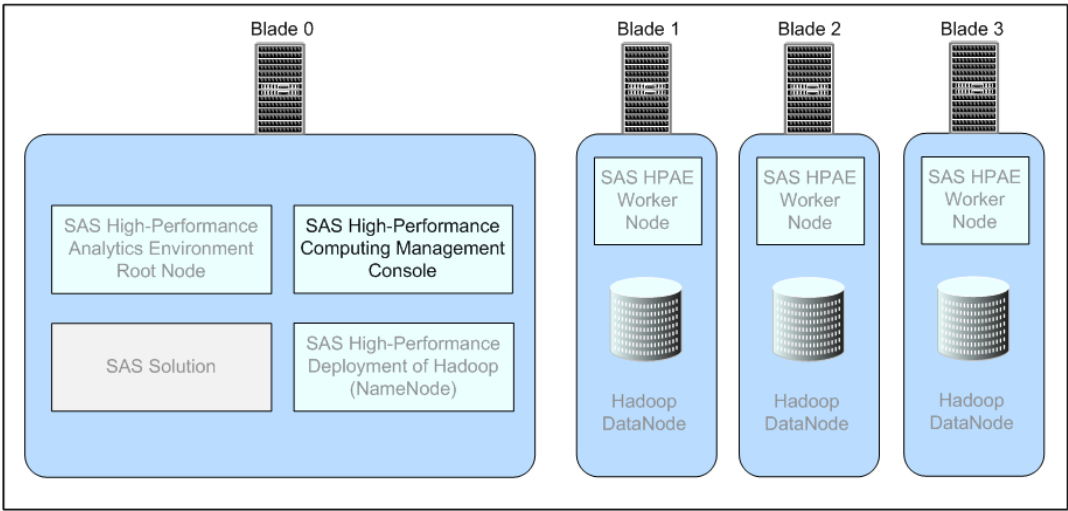 Blade 0
Blade 1
Blade 2
Blade 3
SAS High-Performance
Analytics Environment
Root Node
SAS High-Performance
Computing Management
Console
SAS Solution
SAS High-Performance
Deployment of Hadoop
(NameNode)
SAS HPAE
Worker
Node
Hadoop
DataNode
SAS HPAE
Worker
Node
Hadoop
DataNode
SAS HPAE
Worker
Node
Hadoop
DataNode